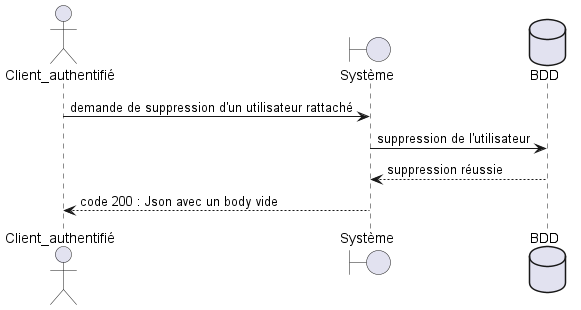 Client_authentifié
Système
BDD
demande de suppression d'un utilisateur rattaché
suppression de l'utilisateur
suppression réussie
code 200 : Json avec un body vide
Client_authentifié
Système
BDD